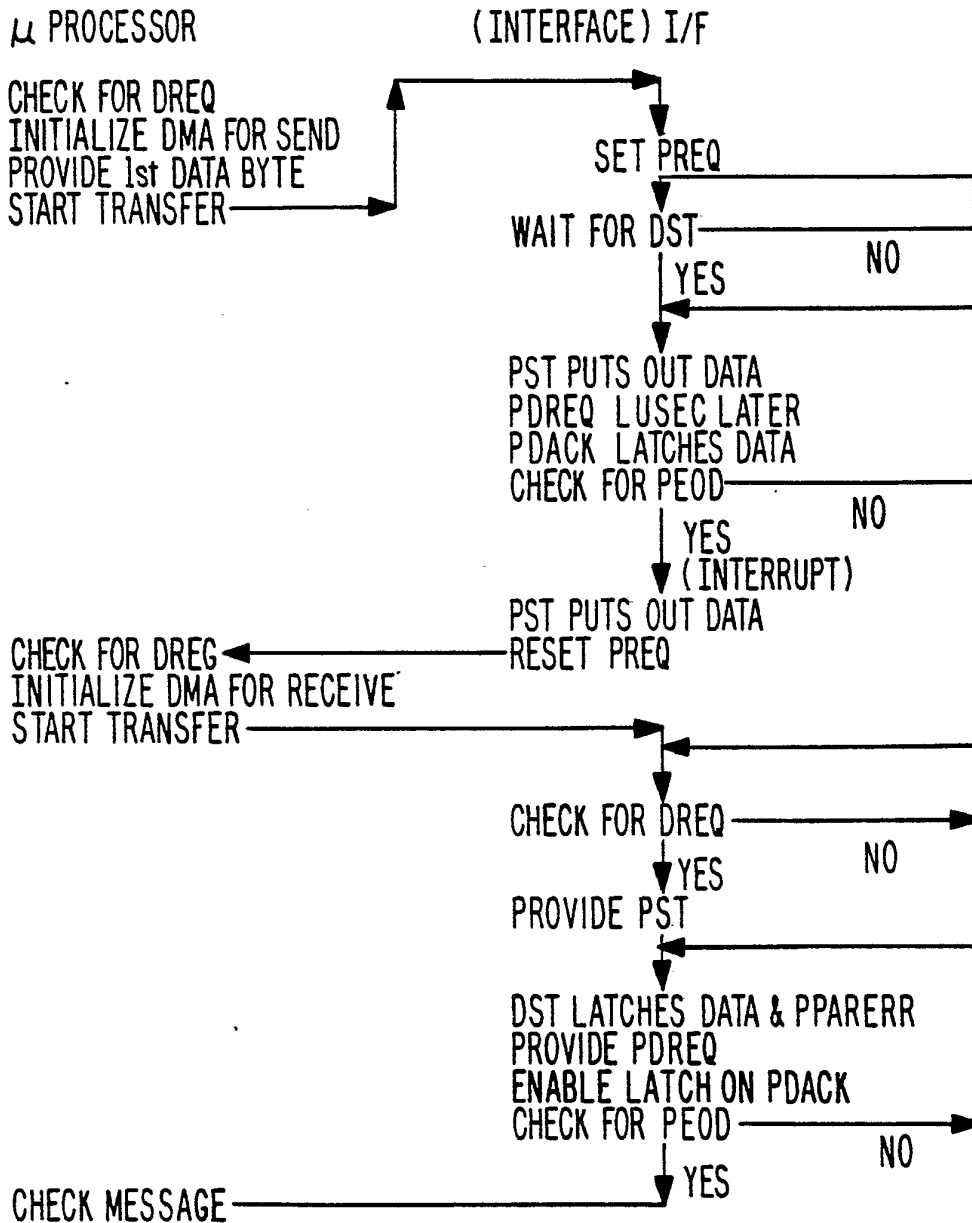 μ PROCESSOR
(INTERFACE) I/F
CHECK FOR DREQ
INITIALIZE DMA FOR SEND
PROVIDE 1st DATA BYTE
START TRANSFER
SET PREQ
WAIT FOR DST
NO
YES
PST PUTS OUT DATA
PDREQ LUSEC LATER
PDACK LATCHES DATA
CHECK FOR PEOD
NO
YES
(INTERRUPT)
PST PUTS OUT DATA
RESET PREQ
CHECK FOR DREG
INITIALIZE DMA FOR RECEIVE
START TRANSFER
CHECK FOR DREQ
NO
YES
PROVIDE PST
DST LATCHES DATA & PPARERR
PROVIDE PDREQ
ENABLE LATCH ON PDACK
CHECK FOR PEOD
NO
YES
CHECK MESSAGE